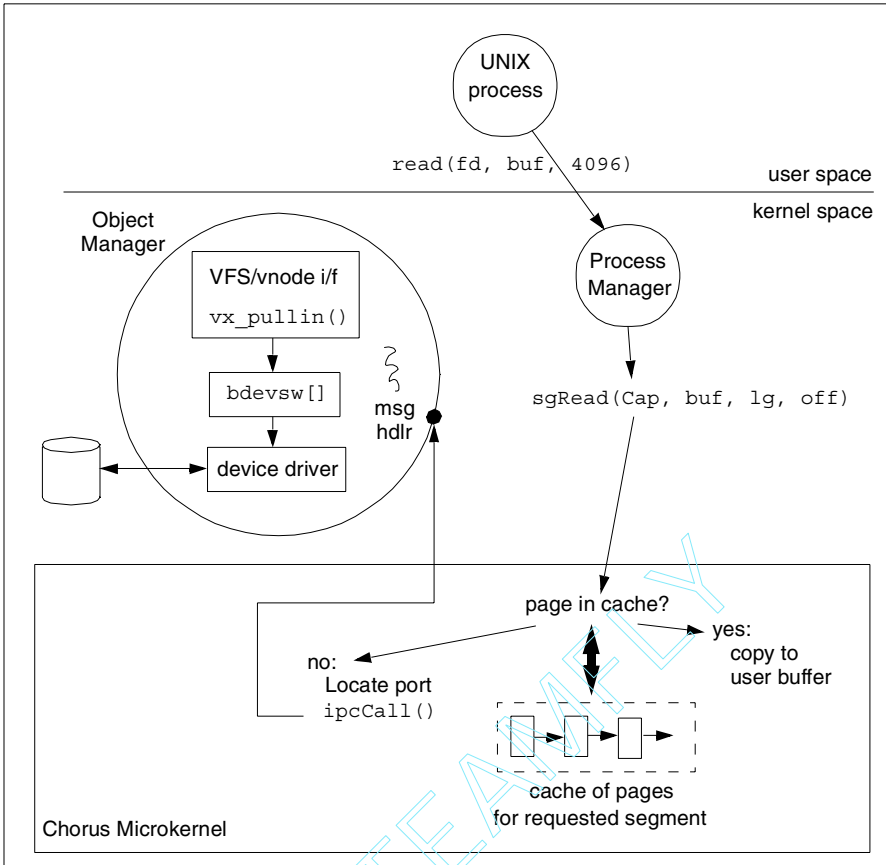 UNIX
process
read(fd, buf, 4096)
user space
kernel space
Object
Manager
VFS/vnode i/f
vx_pullin()
bdevsw[]
device driver
msg
hdlr
Process
Manager
sgRead(Cap, buf, lg, off)
page in cache?
yes:
copy to
user buffer
no:
Locate port
ipcCall()
cache of pages
for requested segment
Chorus Microkernel
TEAMFLY